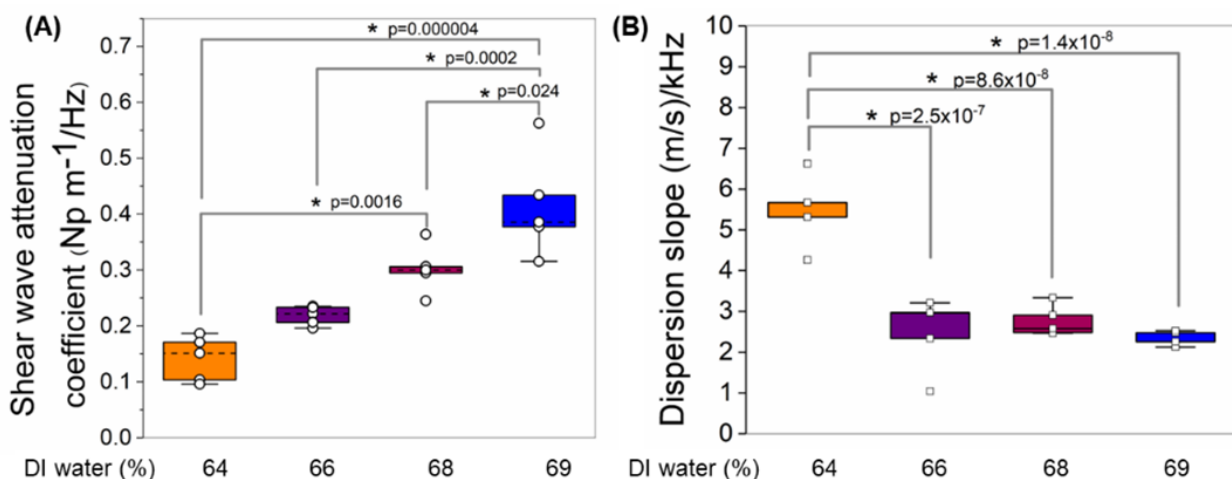 (A)
Shear wave attenuation
coefficient (Np m⁻¹/Hz)
0.7
0.6
0.5
0.4
0.3
0.2
0.1
0.0
* p=0.000004
* p=0.0002
* p=0.024
* p=0.0016
DI water (%) 64 66 68 69
(B)
Dispersion slope (m/s)/kHz
10
9
8
7
6
5
4
3
2
1
0
* p=1.4x10⁻⁸
* p=8.6x10⁻⁸
* p=2.5x10⁻⁷
DI water (%) 64 66 68 69